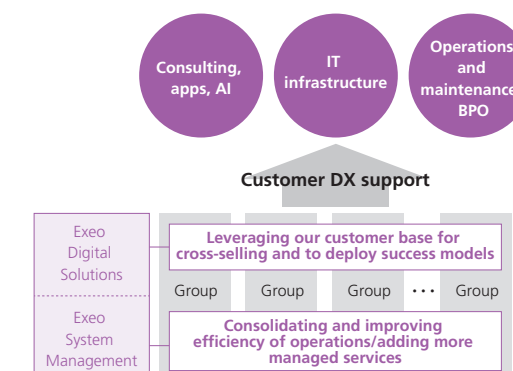 Consulting,
apps, AI
IT
infrastructure
Operations
and
maintenance
BPO
Customer DX support
Exeo
Digital
Solutions
Leveraging our customer base for
cross-selling and to deploy success models
Group Group Group ··· Group
Exeo
System
Management
Consolidating and improving
efficiency of operations/adding more
managed services